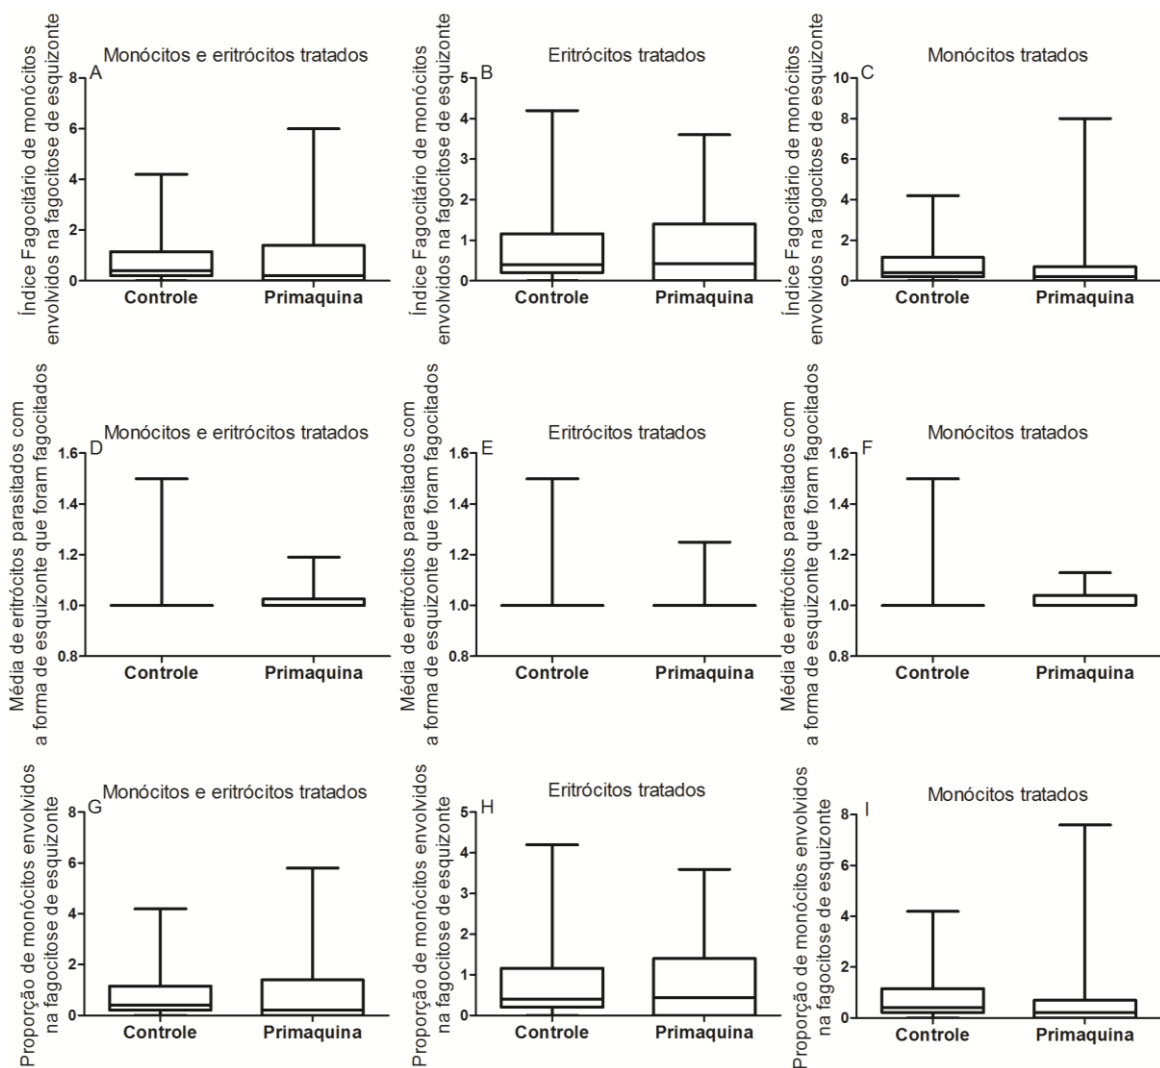 A
Monócitos e eritrócitos tratados
Índice Fagocitário de monócitos
envolvidos na fagocitose de esquizonte
8
6
4
2
0
Controle
Primaquina
B
Eritrócitos tratados
Índice Fagocitário de monócitos
envolvidos na fagocitose de esquizonte
5
4
3
2
1
0
Controle
Primaquina
C
Monócitos tratados
Índice Fagocitário de monócitos
envolvidos na fagocitose de esquizonte
10
8
6
4
2
0
Controle
Primaquina
D
Monócitos e eritrócitos tratados
Média de eritrócitos parasitados com
a forma de esquizonte que foram fagocitados
1.6
1.4
1.2
1.0
0.8
Controle
Primaquina
E
Eritrócitos tratados
Média de eritrócitos parasitados com
a forma de esquizonte que foram fagocitados
1.6
1.4
1.2
1.0
0.8
Controle
Primaquina
F
Monócitos tratados
Média de eritrócitos parasitados com
a forma de esquizonte que foram fagocitados
1.6
1.4
1.2
1.0
0.8
Controle
Primaquina
G
Monócitos e eritrócitos tratados
Proporção de monócitos envolvidos
na fagocitose de esquizonte
8
6
4
2
0
Controle
Primaquina
H
Eritrócitos tratados
Proporção de monócitos envolvidos
na fagocitose de esquizonte
5
4
3
2
1
0
Controle
Primaquina
I
Monócitos tratados
Proporção de monócitos envolvidos
na fagocitose de esquizonte
8
6
4
2
0
Controle
Primaquina